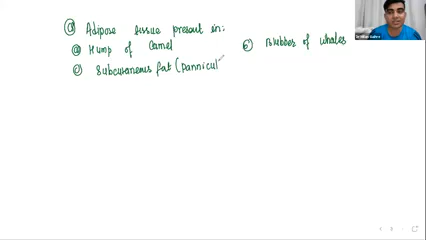 ⓐ Adipose tissue present in:
ⓐ Hump of Camel
ⓑ Blubber of whales
ⓒ Subcutaneous fat (Pannicul